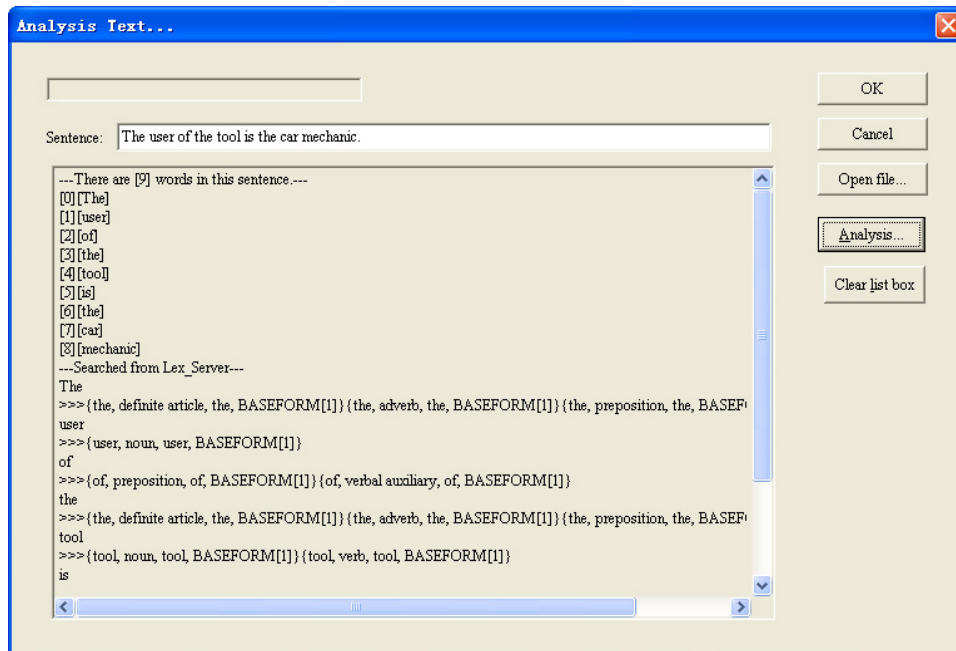 Analysis Text...
OK
Sentence: The user of the tool is the car mechanic.
Cancel
Open file...
Analysis...
Clear list box
---There are [9] words in this sentence.---
[0][The]
[1][user]
[2][of]
[3][the]
[4][tool]
[5][is]
[6][the]
[7][car]
[8][mechanic]
---Searched from Lex_Server---
The
>>>{the, definite article, the, BASEFORM[1]}{the, adverb, the, BASEFORM[1]}{the, preposition, the, BASEF
user
>>>{user, noun, user, BASEFORM[1]}
of
>>>{of, preposition, of, BASEFORM[1]}{of, verbal auxiliary, of, BASEFORM[1]}
the
>>>{the, definite article, the, BASEFORM[1]}{the, adverb, the, BASEFORM[1]}{the, preposition, the, BASEF
tool
>>>{tool, noun, tool, BASEFORM[1]}{tool, verb, tool, BASEFORM[1]}
is